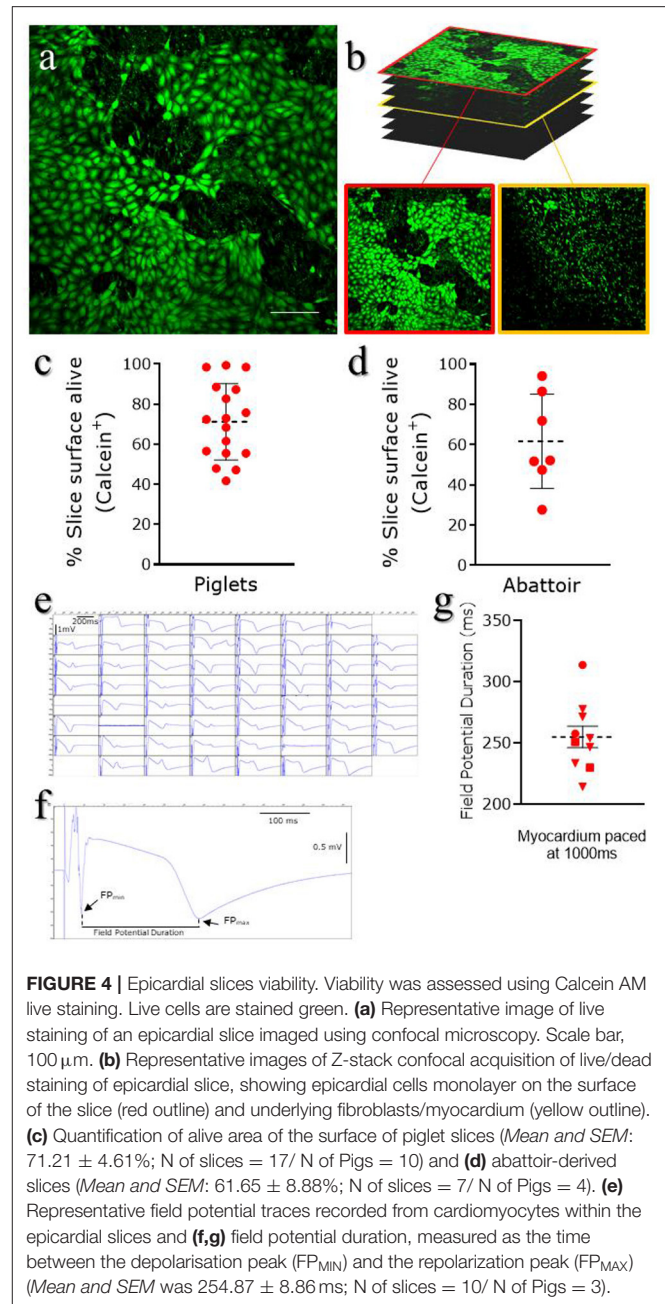 a
b
c
100
80
60
40
20
0
% Slice surface alive
(Calcein+)
Piglets
d
100
80
60
40
20
0
% Slice surface alive
(Calcein+)
Abattoir
e
200ms
1mV
g
350
300
250
200
Field Potential Duration (ms)
Myocardium paced
at 1000ms
f
100 ms
0.5 mV
FPmin
FPmax
Field Potential Duration
FIGURE 4 | Epicardial slices viability. Viability was assessed using Calcein AM
live staining. Live cells are stained green. (a) Representative image of live
staining of an epicardial slice imaged using confocal microscopy. Scale bar,
100 μm. (b) Representative images of Z-stack confocal acquisition of live/dead
staining of epicardial slice, showing epicardial cells monolayer on the surface
of the slice (red outline) and underlying fibroblasts/myocardium (yellow outline).
(c) Quantification of alive area of the surface of piglet slices (Mean and SEM:
71.21 ± 4.61%; N of slices = 17/ N of Pigs = 10) and (d) abattoir-derived
slices (Mean and SEM: 61.65 ± 8.88%; N of slices = 7/ N of Pigs = 4). (e)
Representative field potential traces recorded from cardiomyocytes within the
epicardial slices and (f,g) field potential duration, measured as the time
between the depolarisation peak (FPMIN) and the repolarization peak (FPMAX)
(Mean and SEM was 254.87 ± 8.86 ms; N of slices = 10/ N of Pigs = 3).